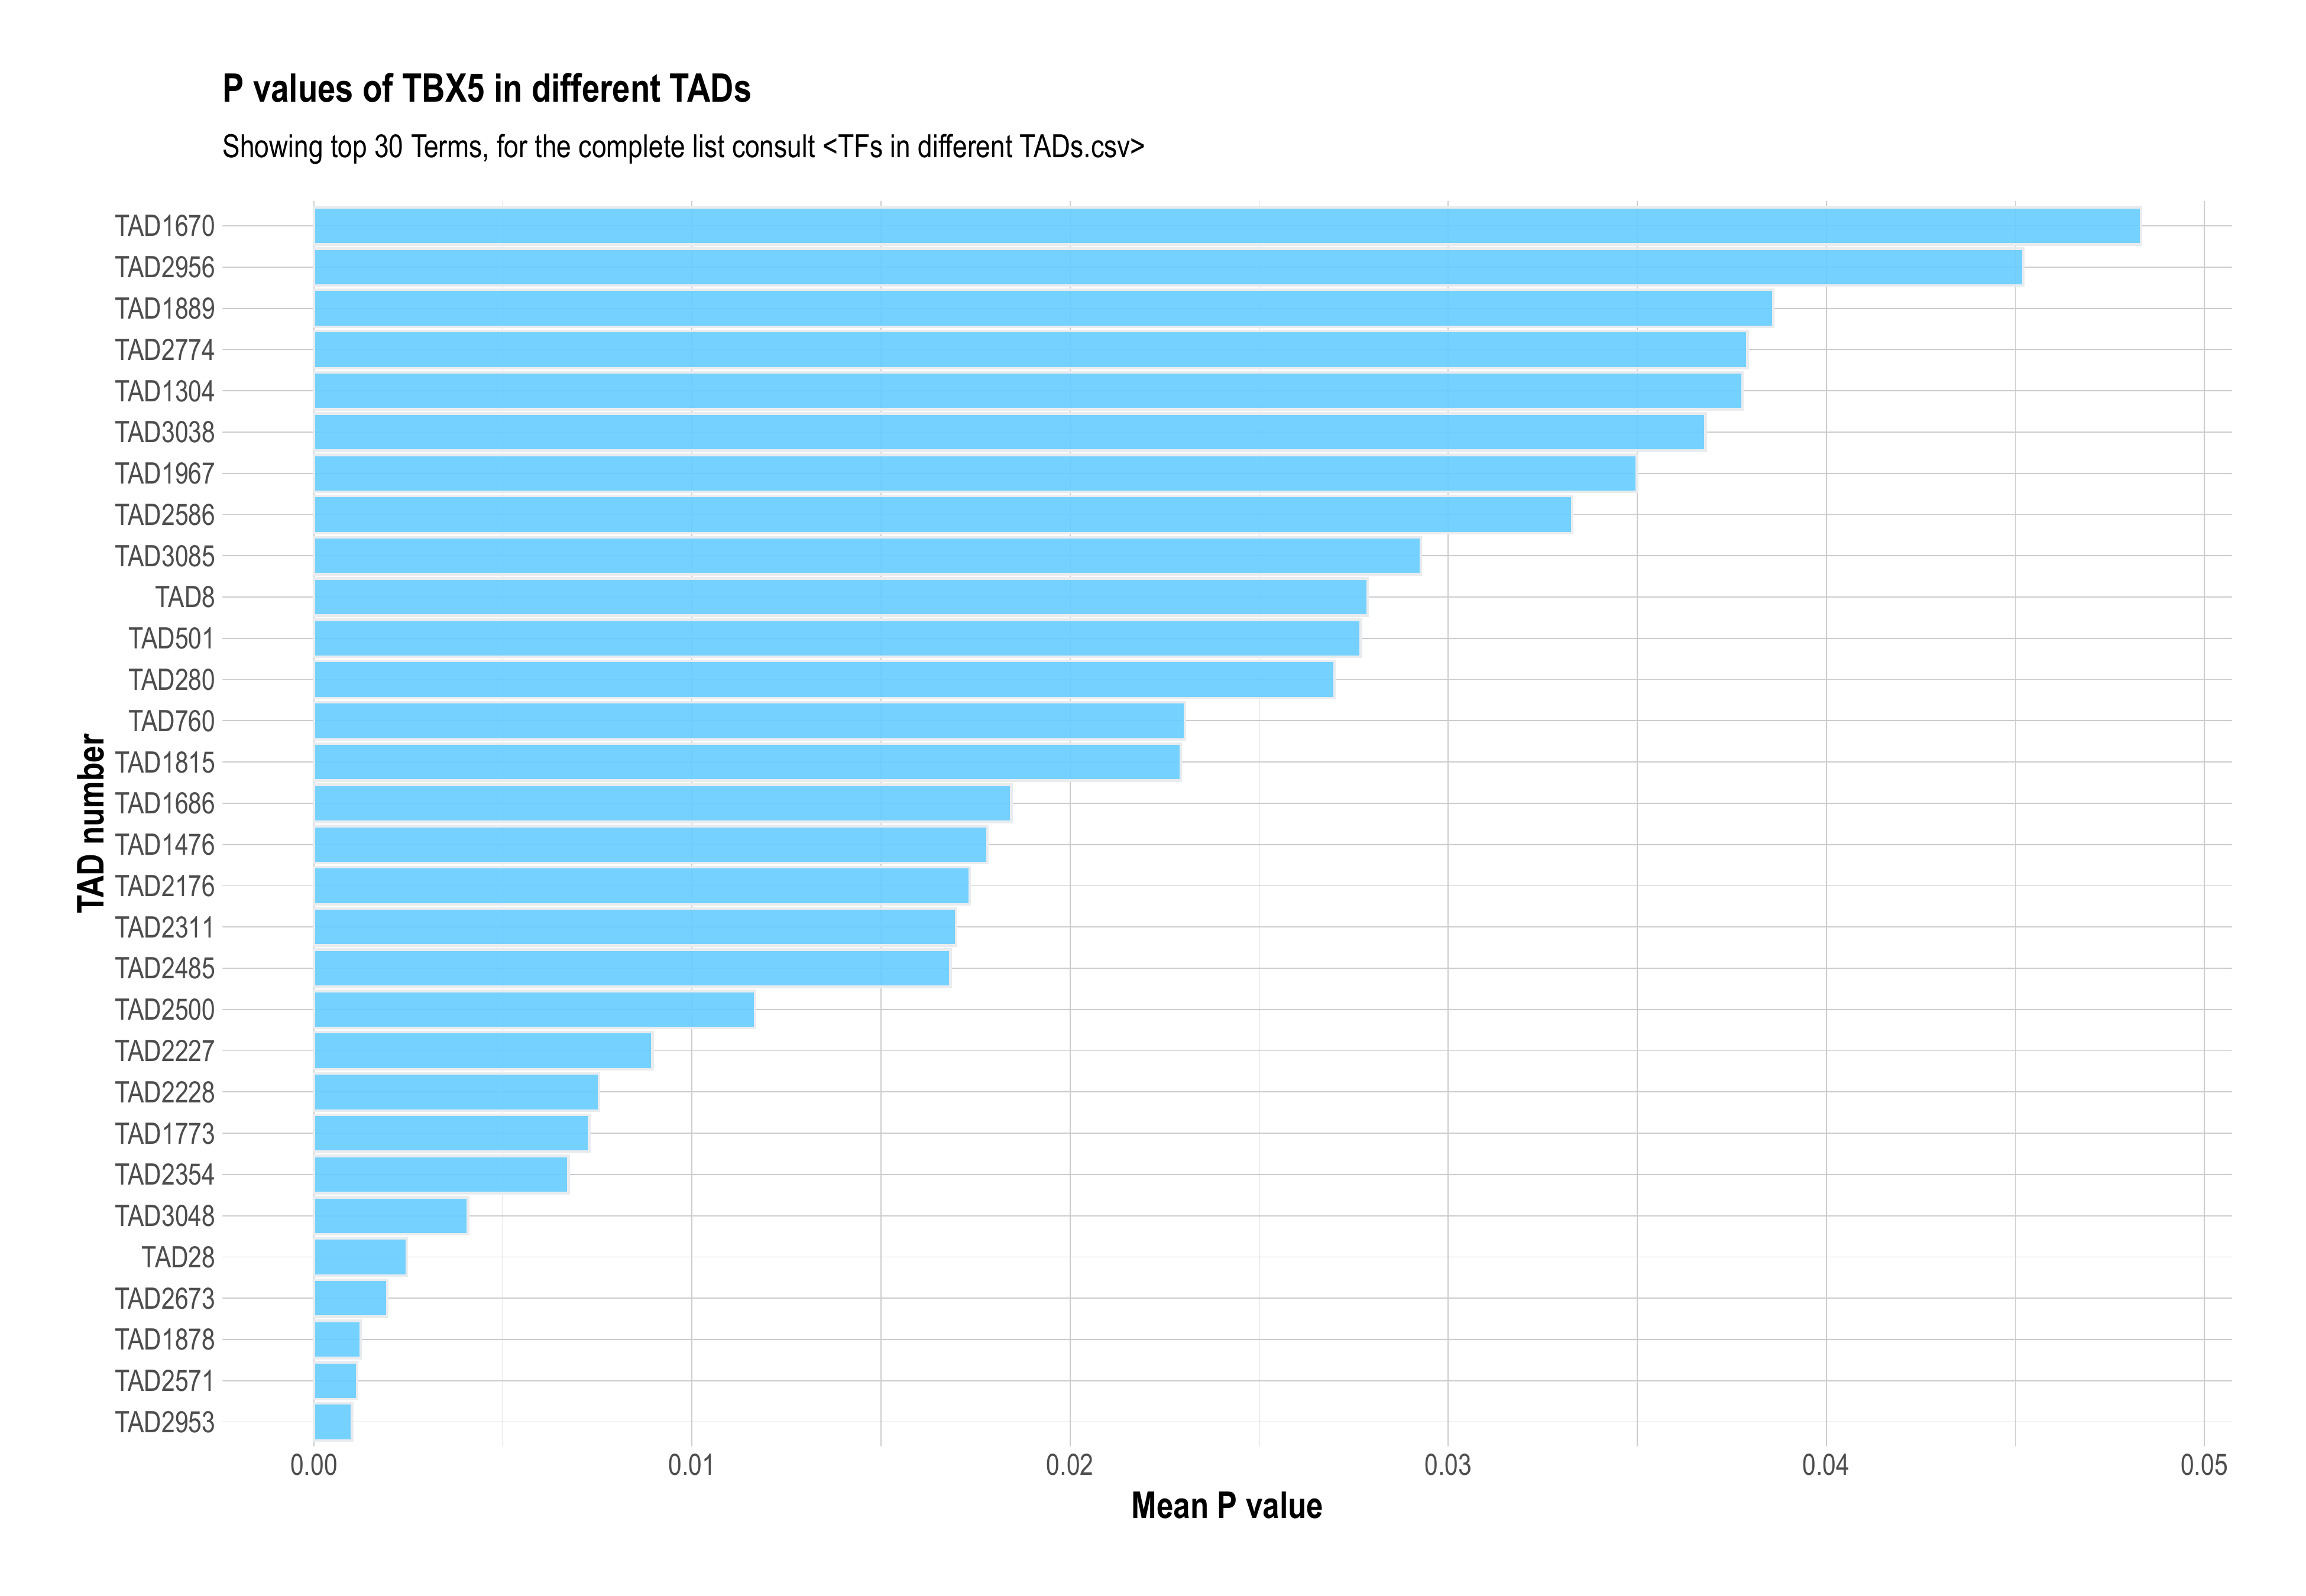 P values of TBX5 in different TADs
Showing top 30 Terms, for the complete list consult <TFs in different TADs.csv>
TAD number
TAD1670
TAD2956
TAD1889
TAD2774
TAD1304
TAD3038
TAD1967
TAD2586
TAD3085
TAD8
TAD501
TAD280
TAD760
TAD1815
TAD1686
TAD1476
TAD2176
TAD2311
TAD2485
TAD2500
TAD2227
TAD2228
TAD1773
TAD2354
TAD3048
TAD28
TAD2673
TAD1878
TAD2571
TAD2953
0.00 0.01 0.02 0.03 0.04 0.05
Mean P value